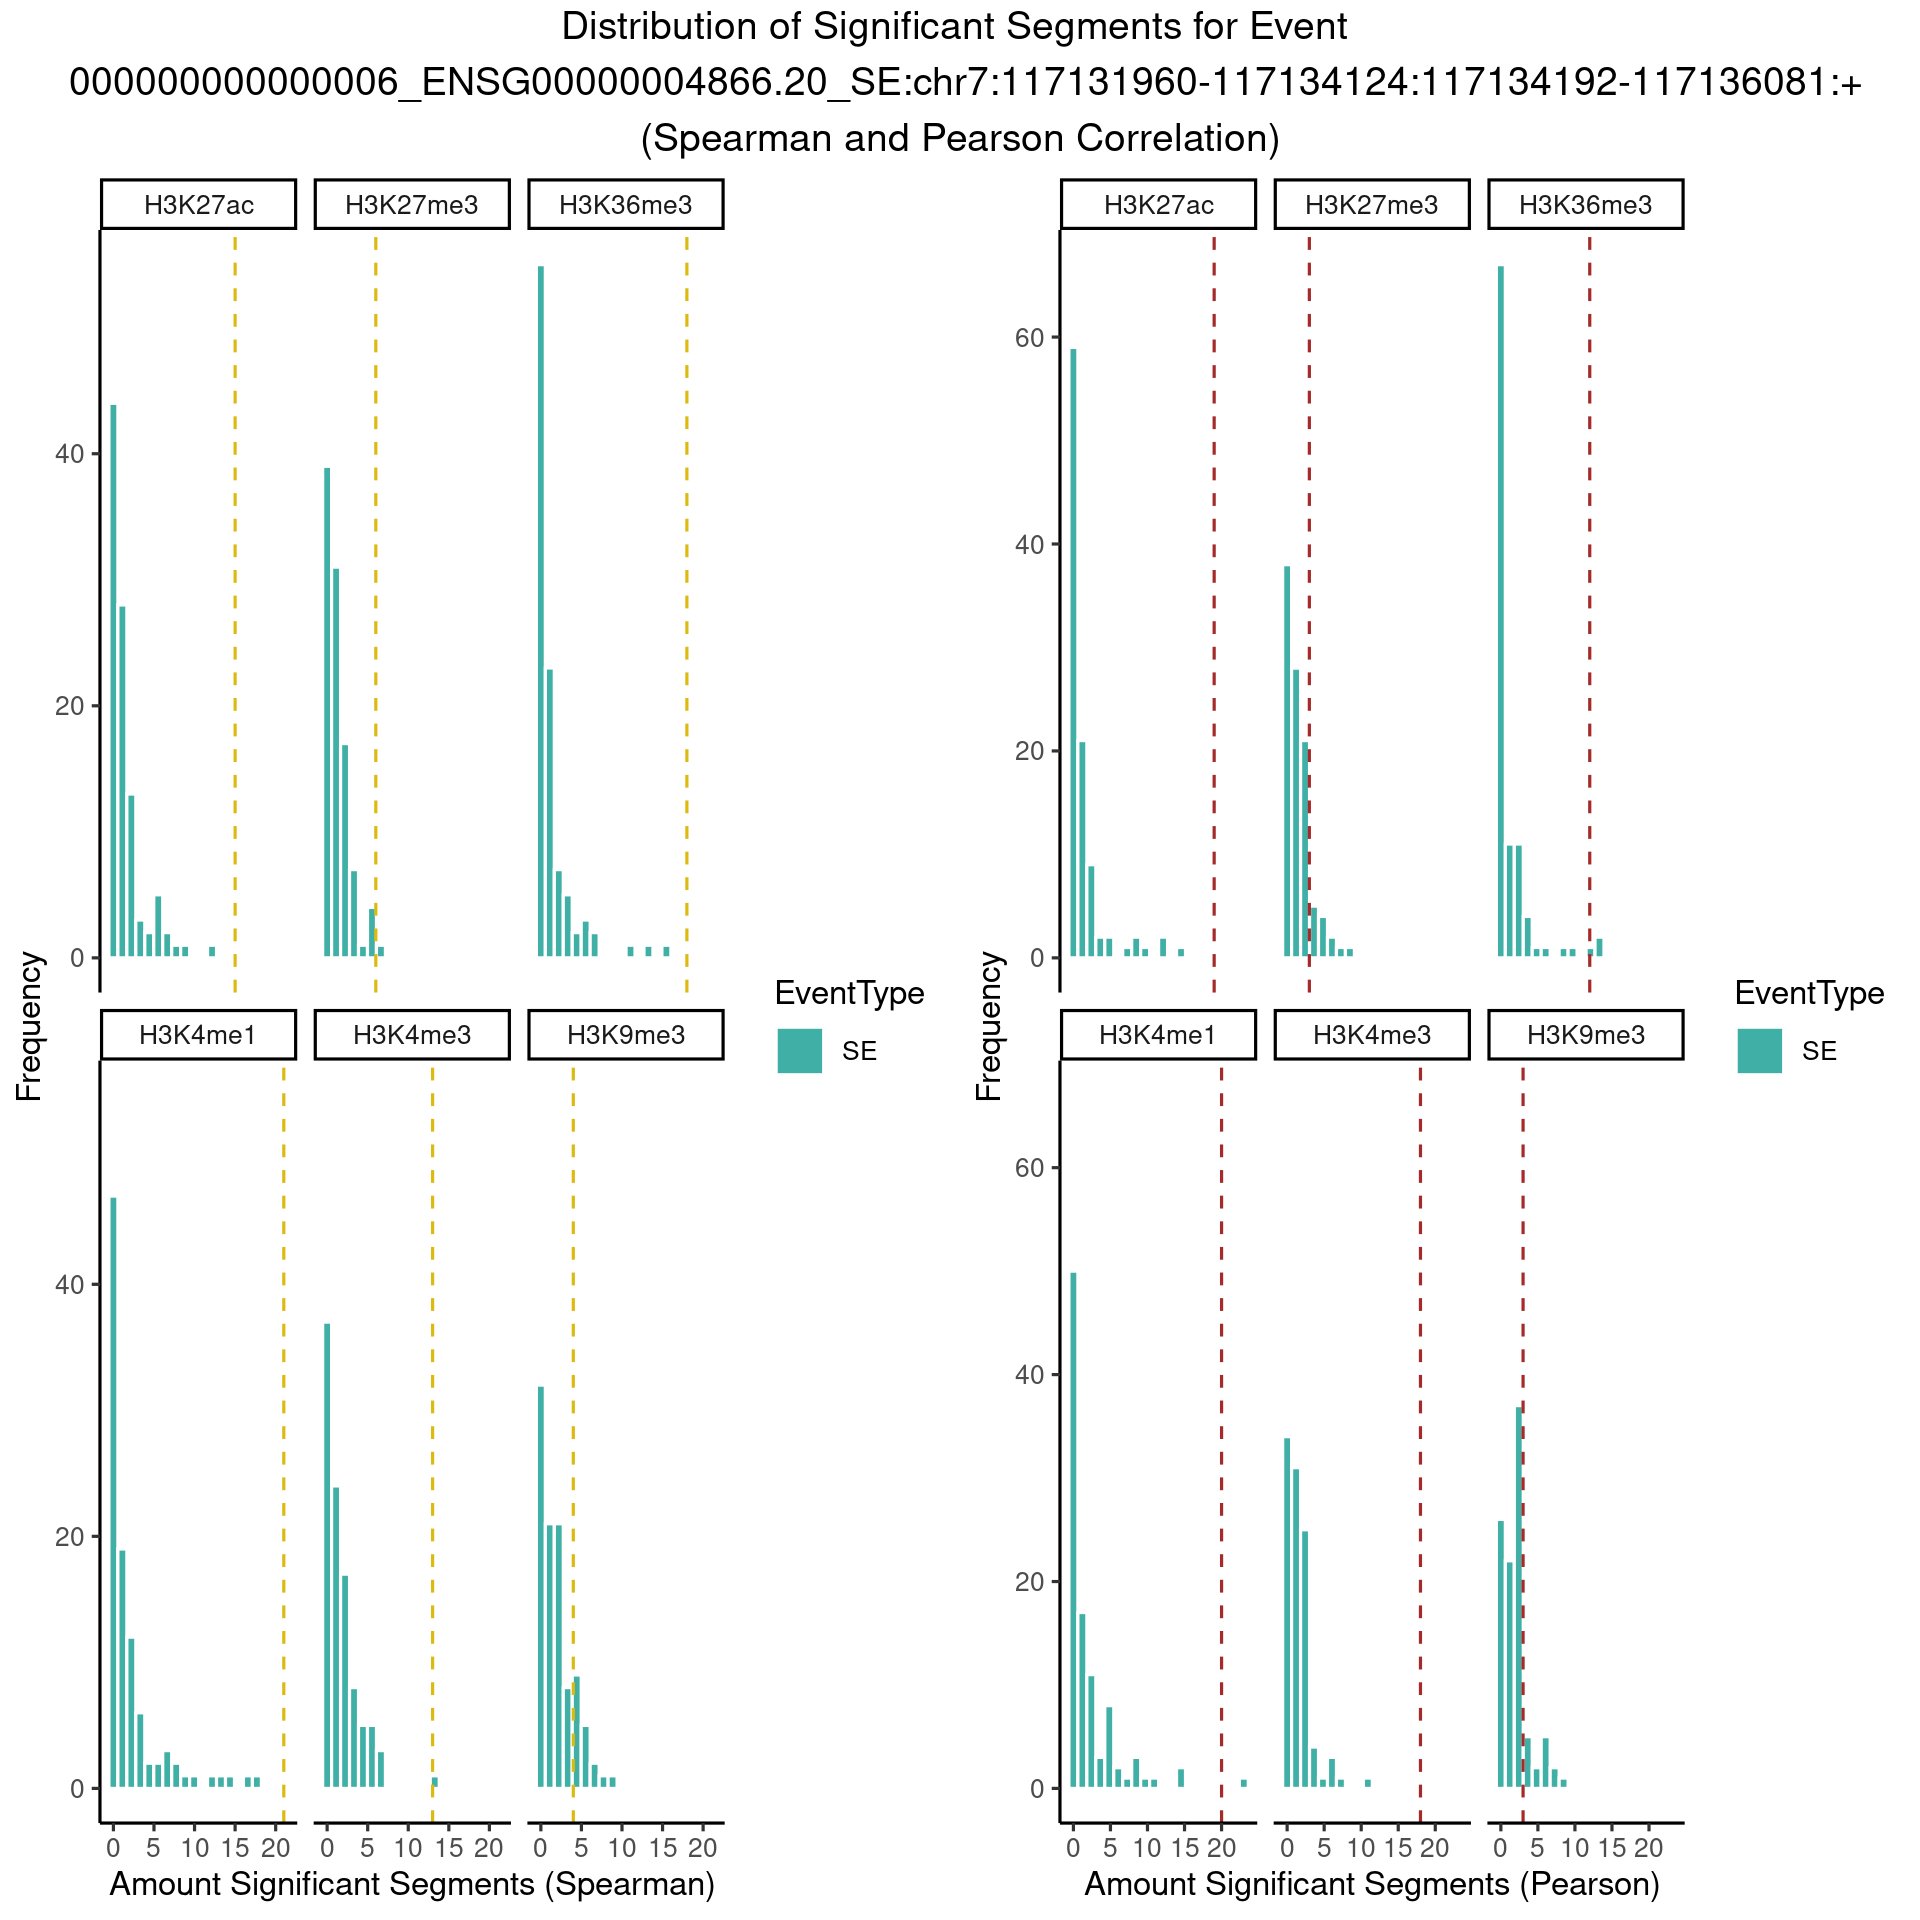 Distribution of Significant Segments for Event
000000000000006_ENSG00000004866.20_SE:chr7:117131960-117134124:117134192-117136081:+
(Spearman and Pearson Correlation)
H3K27ac H3K27me3 H3K36me3
40
20
0
H3K4me1 H3K4me3 H3K9me3
40
20
0
0 5 10 15 20 0 5 10 15 20 0 5 10 15 20
Amount Significant Segments (Spearman)
Frequency
EventType
SE
H3K27ac H3K27me3 H3K36me3
60
40
20
0
H3K4me1 H3K4me3 H3K9me3
60
40
20
0
0 5 10 15 20 0 5 10 15 20 0 5 10 15 20
Amount Significant Segments (Pearson)
Frequency
EventType
SE